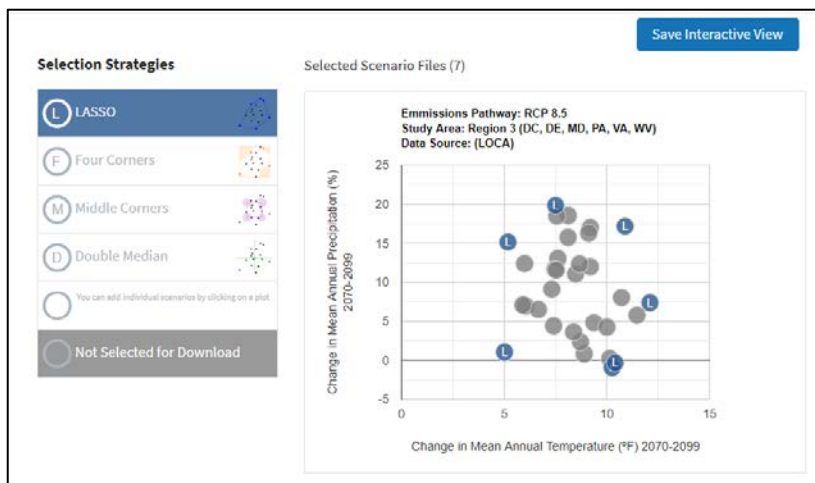 Save Interactive View
Selection Strategies
Selected Scenario Files (7)
L LASSO
F Four Corners
M Middle Corners
D Double Median
You can add individual scenarios by clicking on a plot
Not Selected for Download
Emmissions Pathway: RCP 8.5
Study Area: Region 3 (DC, DE, MD, PA, VA, WV)
Data Source: (LOCA)
Change in Mean Annual Precipitation (%)
2070-2099
25
20
15
10
5
0
-5
L
L
L
L
L
L
0 5 10 15
Change in Mean Annual Temperature (ºF) 2070-2099